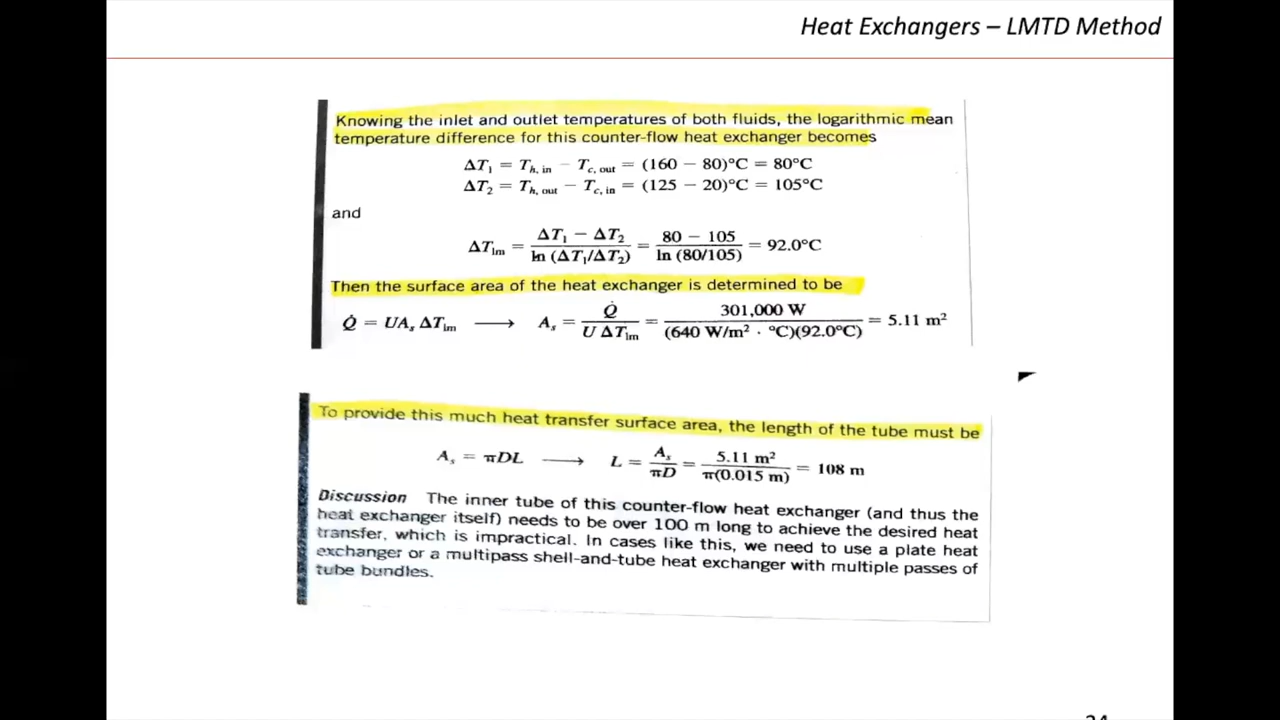 Heat Exchangers – LMTD Method
Knowing the inlet and outlet temperatures of both fluids, the logarithmic mean
temperature difference for this counter-flow heat exchanger becomes
ΔT₁ = T_h, in − T_c, out = (160 − 80)°C = 80°C
ΔT₂ = T_h, out − T_c, in = (125 − 20)°C = 105°C
and
ΔT_lm = (ΔT₁ − ΔT₂) / (ln (ΔT₁/ΔT₂)) = (80 − 105) / (ln (80/105)) = 92.0°C
Then the surface area of the heat exchanger is determined to be
Q̇ = UA_s ΔT_lm ⟶ A_s = Q̇ / (U ΔT_lm) = 301,000 W / ((640 W/m² · °C)(92.0°C)) = 5.11 m²
To provide this much heat transfer surface area, the length of the tube must be
A_s = πDL ⟶ L = A_s / (πD) = 5.11 m² / (π(0.015 m)) = 108 m
Discussion The inner tube of this counter-flow heat exchanger (and thus the
heat exchanger itself) needs to be over 100 m long to achieve the desired heat
transfer, which is impractical. In cases like this, we need to use a plate heat
exchanger or a multipass shell-and-tube heat exchanger with multiple passes of
tube bundles.